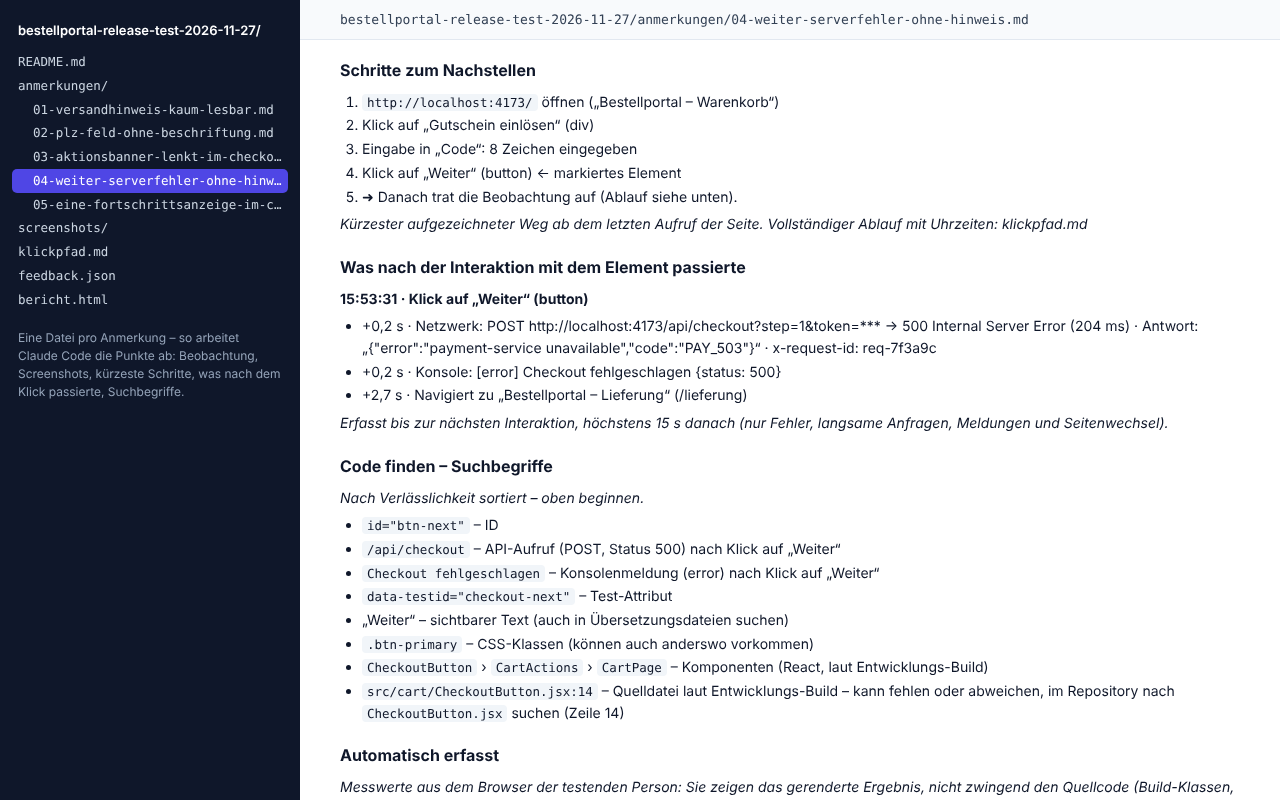 bestellportal-release-test-2026-11-27/
README.md
anmerkungen/
01-versandhinweis-kaum-lesbar.md
02-plz-feld-ohne-beschriftung.md
03-aktionsbanner-lenkt-im-checko…
04-weiter-serverfehler-ohne-hinw…
05-eine-fortschrittsanzeige-im-c…
screenshots/
klickpfad.md
feedback.json
bericht.html
Eine Datei pro Anmerkung – so arbeitet
Claude Code die Punkte ab: Beobachtung,
Screenshots, kürzeste Schritte, was nach dem
Klick passierte, Suchbegriffe.
bestellportal-release-test-2026-11-27/anmerkungen/04-weiter-serverfehler-ohne-hinweis.md
Schritte zum Nachstellen
1. http://localhost:4173/ öffnen („Bestellportal – Warenkorb“)
2. Klick auf „Gutschein einlösen“ (div)
3. Eingabe in „Code“: 8 Zeichen eingegeben
4. Klick auf „Weiter“ (button) ← markiertes Element
5. ➜ Danach trat die Beobachtung auf (Ablauf siehe unten).
Kürzester aufgezeichneter Weg ab dem letzten Aufruf der Seite. Vollständiger Ablauf mit Uhrzeiten: klickpfad.md
Was nach der Interaktion mit dem Element passierte
15:53:31 · Klick auf „Weiter“ (button)
• +0,2 s · Netzwerk: POST http://localhost:4173/api/checkout?step=1&token=*** → 500 Internal Server Error (204 ms) · Antwort:
„{"error":"payment-service unavailable","code":"PAY_503"}“ · x-request-id: req-7f3a9c
• +0,2 s · Konsole: [error] Checkout fehlgeschlagen {status: 500}
• +2,7 s · Navigiert zu „Bestellportal – Lieferung“ (/lieferung)
Erfasst bis zur nächsten Interaktion, höchstens 15 s danach (nur Fehler, langsame Anfragen, Meldungen und Seitenwechsel).
Code finden – Suchbegriffe
Nach Verlässlichkeit sortiert – oben beginnen.
• id="btn-next" – ID
• /api/checkout – API-Aufruf (POST, Status 500) nach Klick auf „Weiter“
• Checkout fehlgeschlagen – Konsolenmeldung (error) nach Klick auf „Weiter“
• data-testid="checkout-next" – Test-Attribut
• „Weiter“ – sichtbarer Text (auch in Übersetzungsdateien suchen)
• .btn-primary – CSS-Klassen (können auch anderswo vorkommen)
• CheckoutButton › CartActions › CartPage – Komponenten (React, laut Entwicklungs-Build)
• src/cart/CheckoutButton.jsx:14 – Quelldatei laut Entwicklungs-Build – kann fehlen oder abweichen, im Repository nach
CheckoutButton.jsx suchen (Zeile 14)
Automatisch erfasst
Messwerte aus dem Browser der testenden Person: Sie zeigen das gerenderte Ergebnis, nicht zwingend den Quellcode (Build-Klassen,